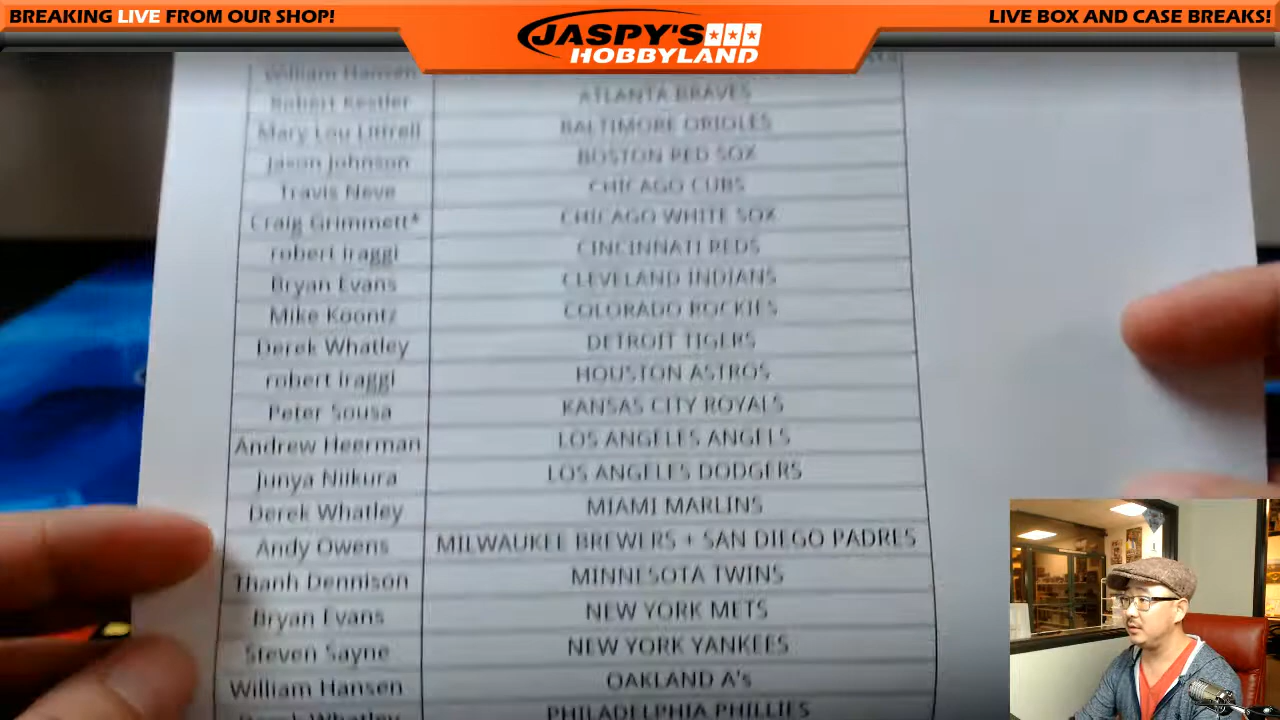 BREAKING LIVE FROM OUR SHOP!
JASPY'S
HOBBYLAND
LIVE BOX AND CASE BREAKS!
William Hansen
Robert Kestler ATLANTA BRAVES
Mary Lou Littrell BALTIMORE ORIOLES
Jason Johnson BOSTON RED SOX
Travis Neve CHICAGO CUBS
Craig Grimmett* CHICAGO WHITE SOX
robert iraggi CINCINNATI REDS
Bryan Evans CLEVELAND INDIANS
Mike Koontz COLORADO ROCKIES
Derek Whatley DETROIT TIGERS
robert iraggi HOUSTON ASTROS
Peter Sousa KANSAS CITY ROYALS
Andrew Heerman LOS ANGELES ANGELS
Junya Niikura LOS ANGELES DODGERS
Derek Whatley MIAMI MARLINS
Andy Owens MILWAUKEE BREWERS + SAN DIEGO PADRES
Thanh Dennison MINNESOTA TWINS
Bryan Evans NEW YORK METS
Steven Sayne NEW YORK YANKEES
William Hansen OAKLAND A's
Derek Whatley PHILADELPHIA PHILLIES